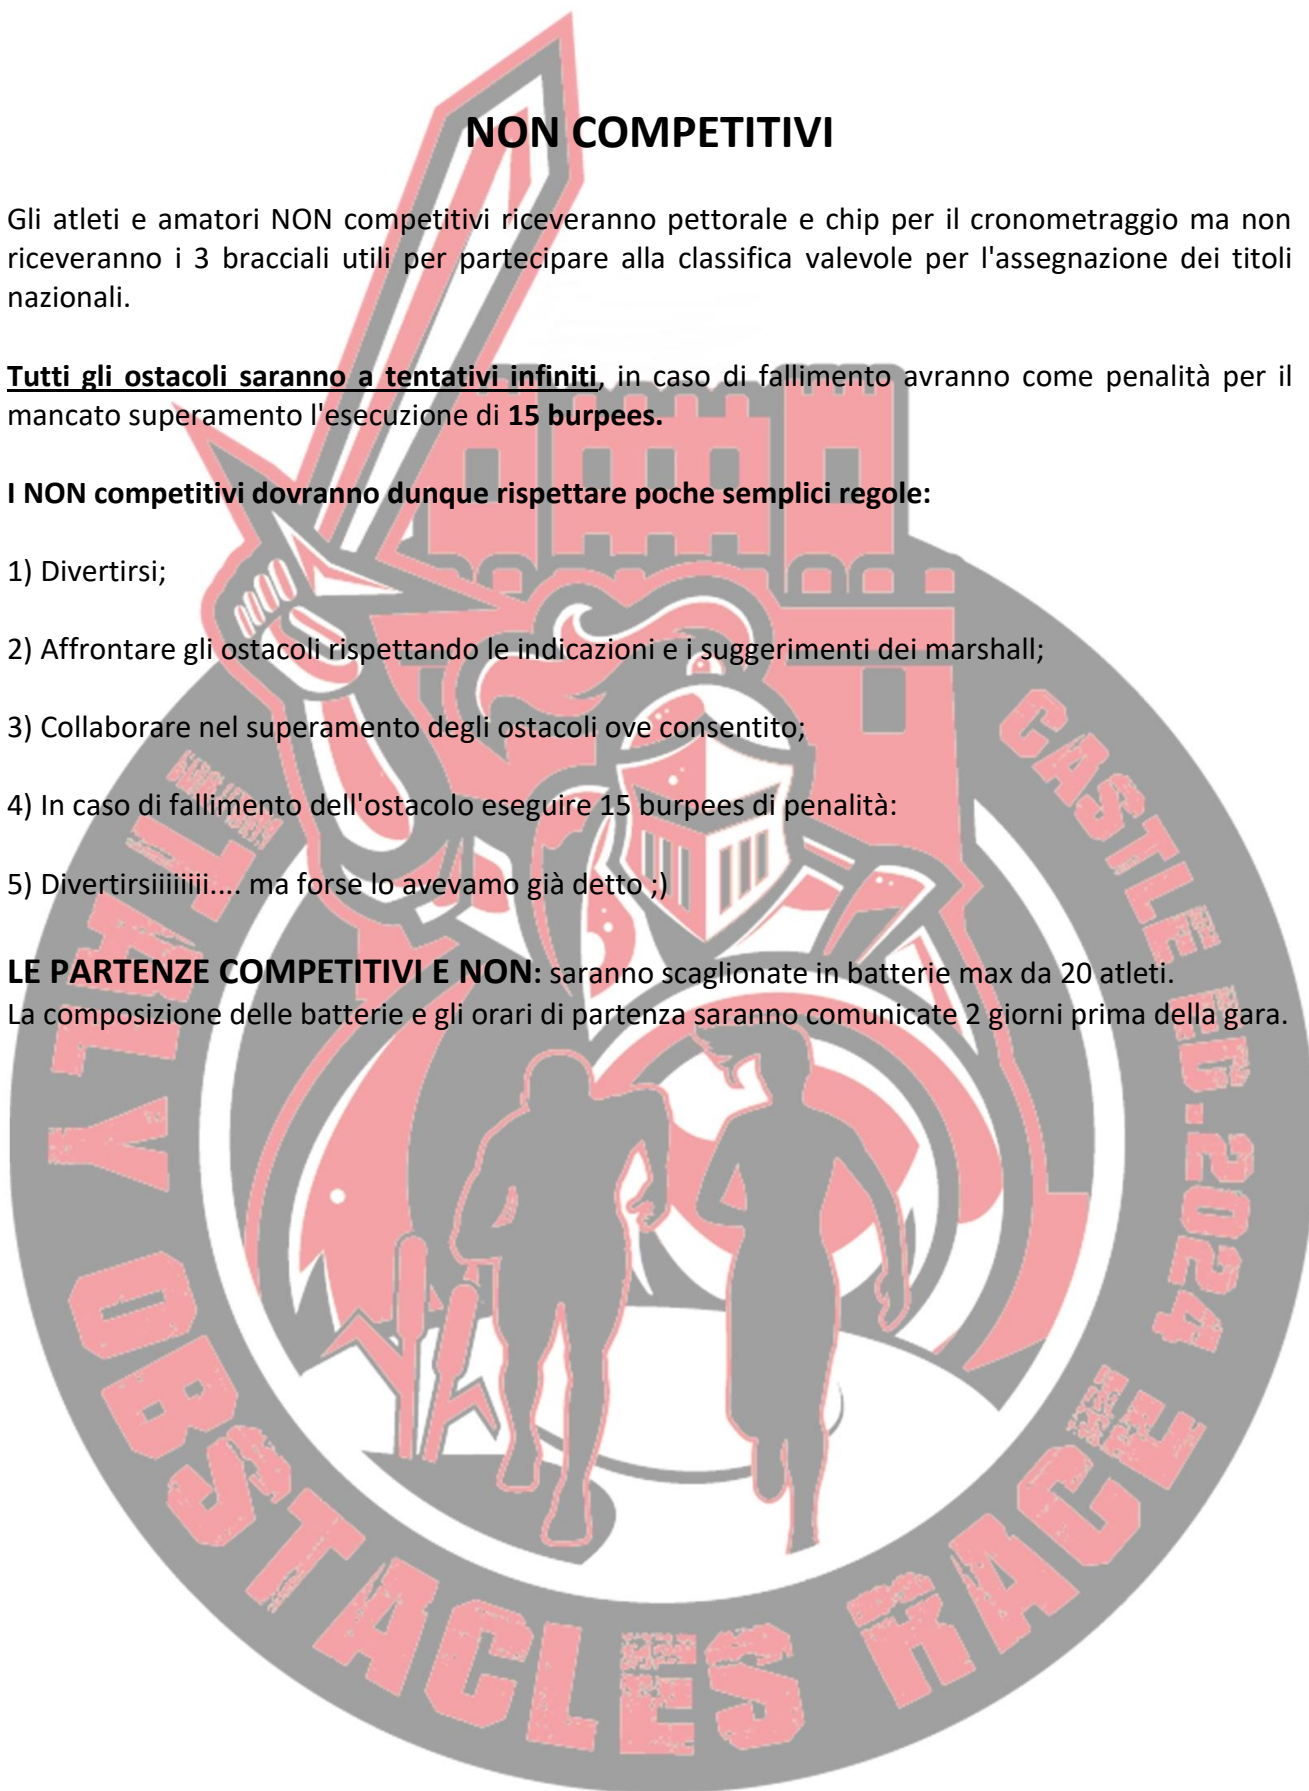 NON COMPETITIVI
Gli atleti e amatori NON competitivi riceveranno pettorale e chip per il cronometraggio ma non
riceveranno i 3 bracciali utili per partecipare alla classifica valevole per l'assegnazione dei titoli
nazionali.
Tutti gli ostacoli saranno a tentativi infiniti, in caso di fallimento avranno come penalità per il
mancato superamento l'esecuzione di 15 burpees.
I NON competitivi dovranno dunque rispettare poche semplici regole:
1) Divertirsi;
2) Affrontare gli ostacoli rispettando le indicazioni e i suggerimenti dei marshall;
3) Collaborare nel superamento degli ostacoli ove consentito;
4) In caso di fallimento dell'ostacolo eseguire 15 burpees di penalità:
5) Divertirsiiiiiiiii.... ma forse lo avevamo già detto ;)
LE PARTENZE COMPETITIVI E NON: saranno scaglionate in batterie max da 20 atleti.
La composizione delle batterie e gli orari di partenza saranno comunicate 2 giorni prima della gara.
ITALY OBSTACLES RACE
CASTLE ED.2024